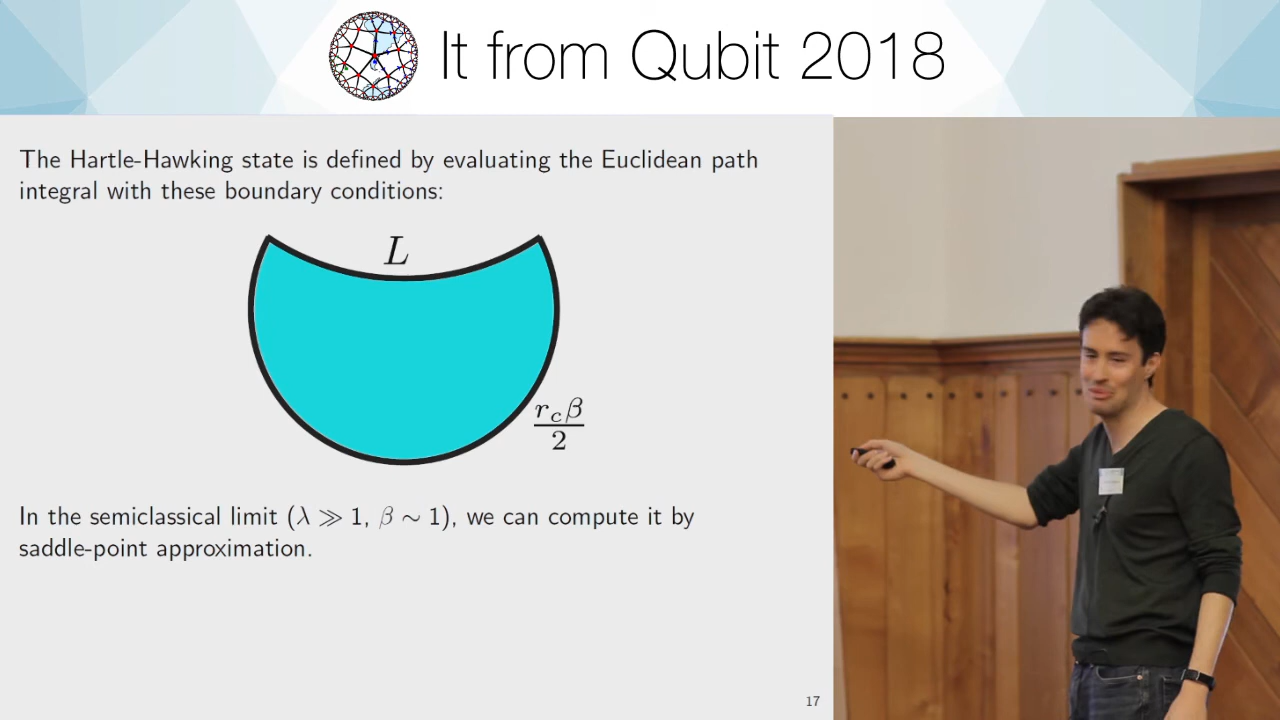 It from Qubit 2018
The Hartle-Hawking state is defined by evaluating the Euclidean path
integral with these boundary conditions:
L
r_c β
2
In the semiclassical limit (λ ≫ 1, β ∼ 1), we can compute it by
saddle-point approximation.
17